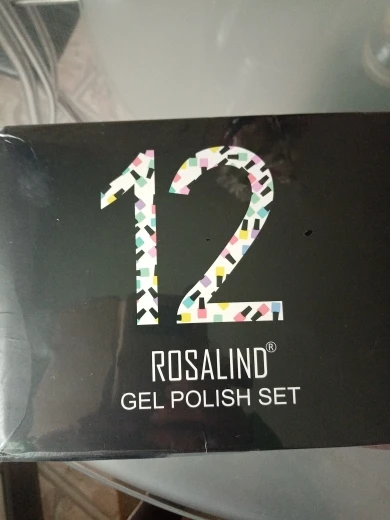 12
ROSALIND®
GEL POLISH SET